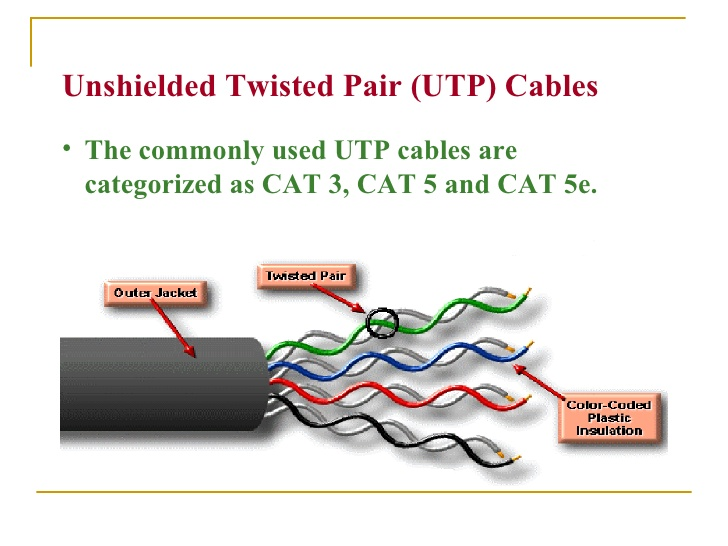 Unshielded Twisted Pair (UTP) Cables
• The commonly used UTP cables are
categorized as CAT 3, CAT 5 and CAT 5e.
Twisted Pair
Outer Jacket
Color-Coded
Plastic
Insulation